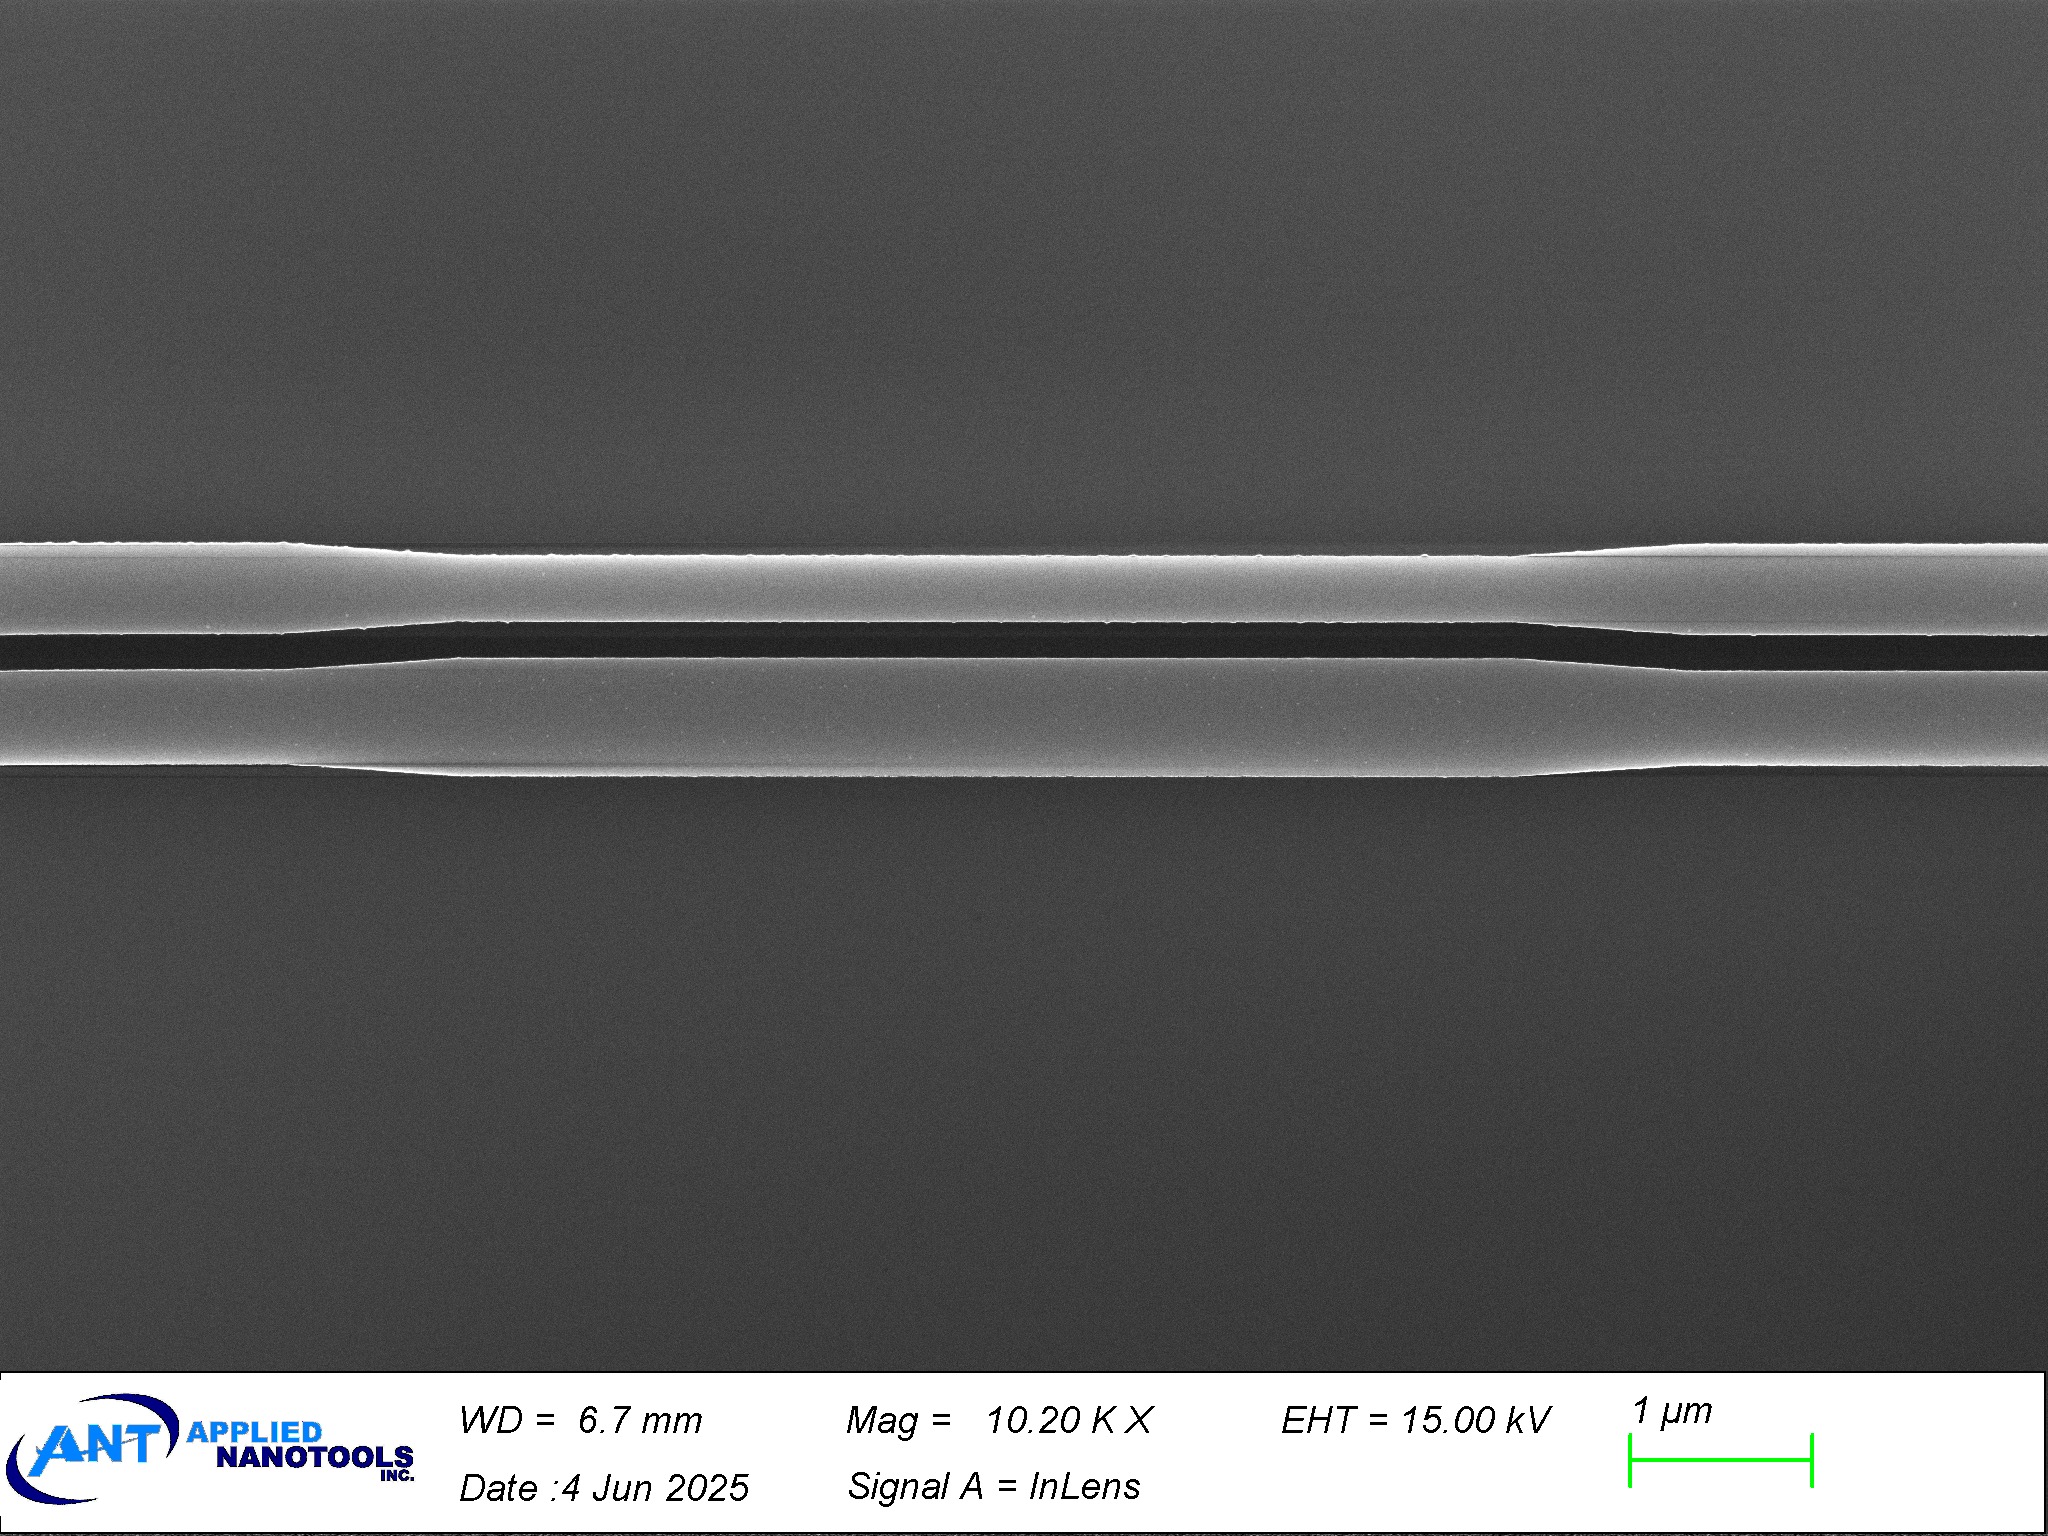 ANT APPLIED
NANOTOOLS
INC.
WD = 6.7 mm Mag = 10.20 K X EHT = 15.00 kV 1 µm
Date :4 Jun 2025 Signal A = InLens